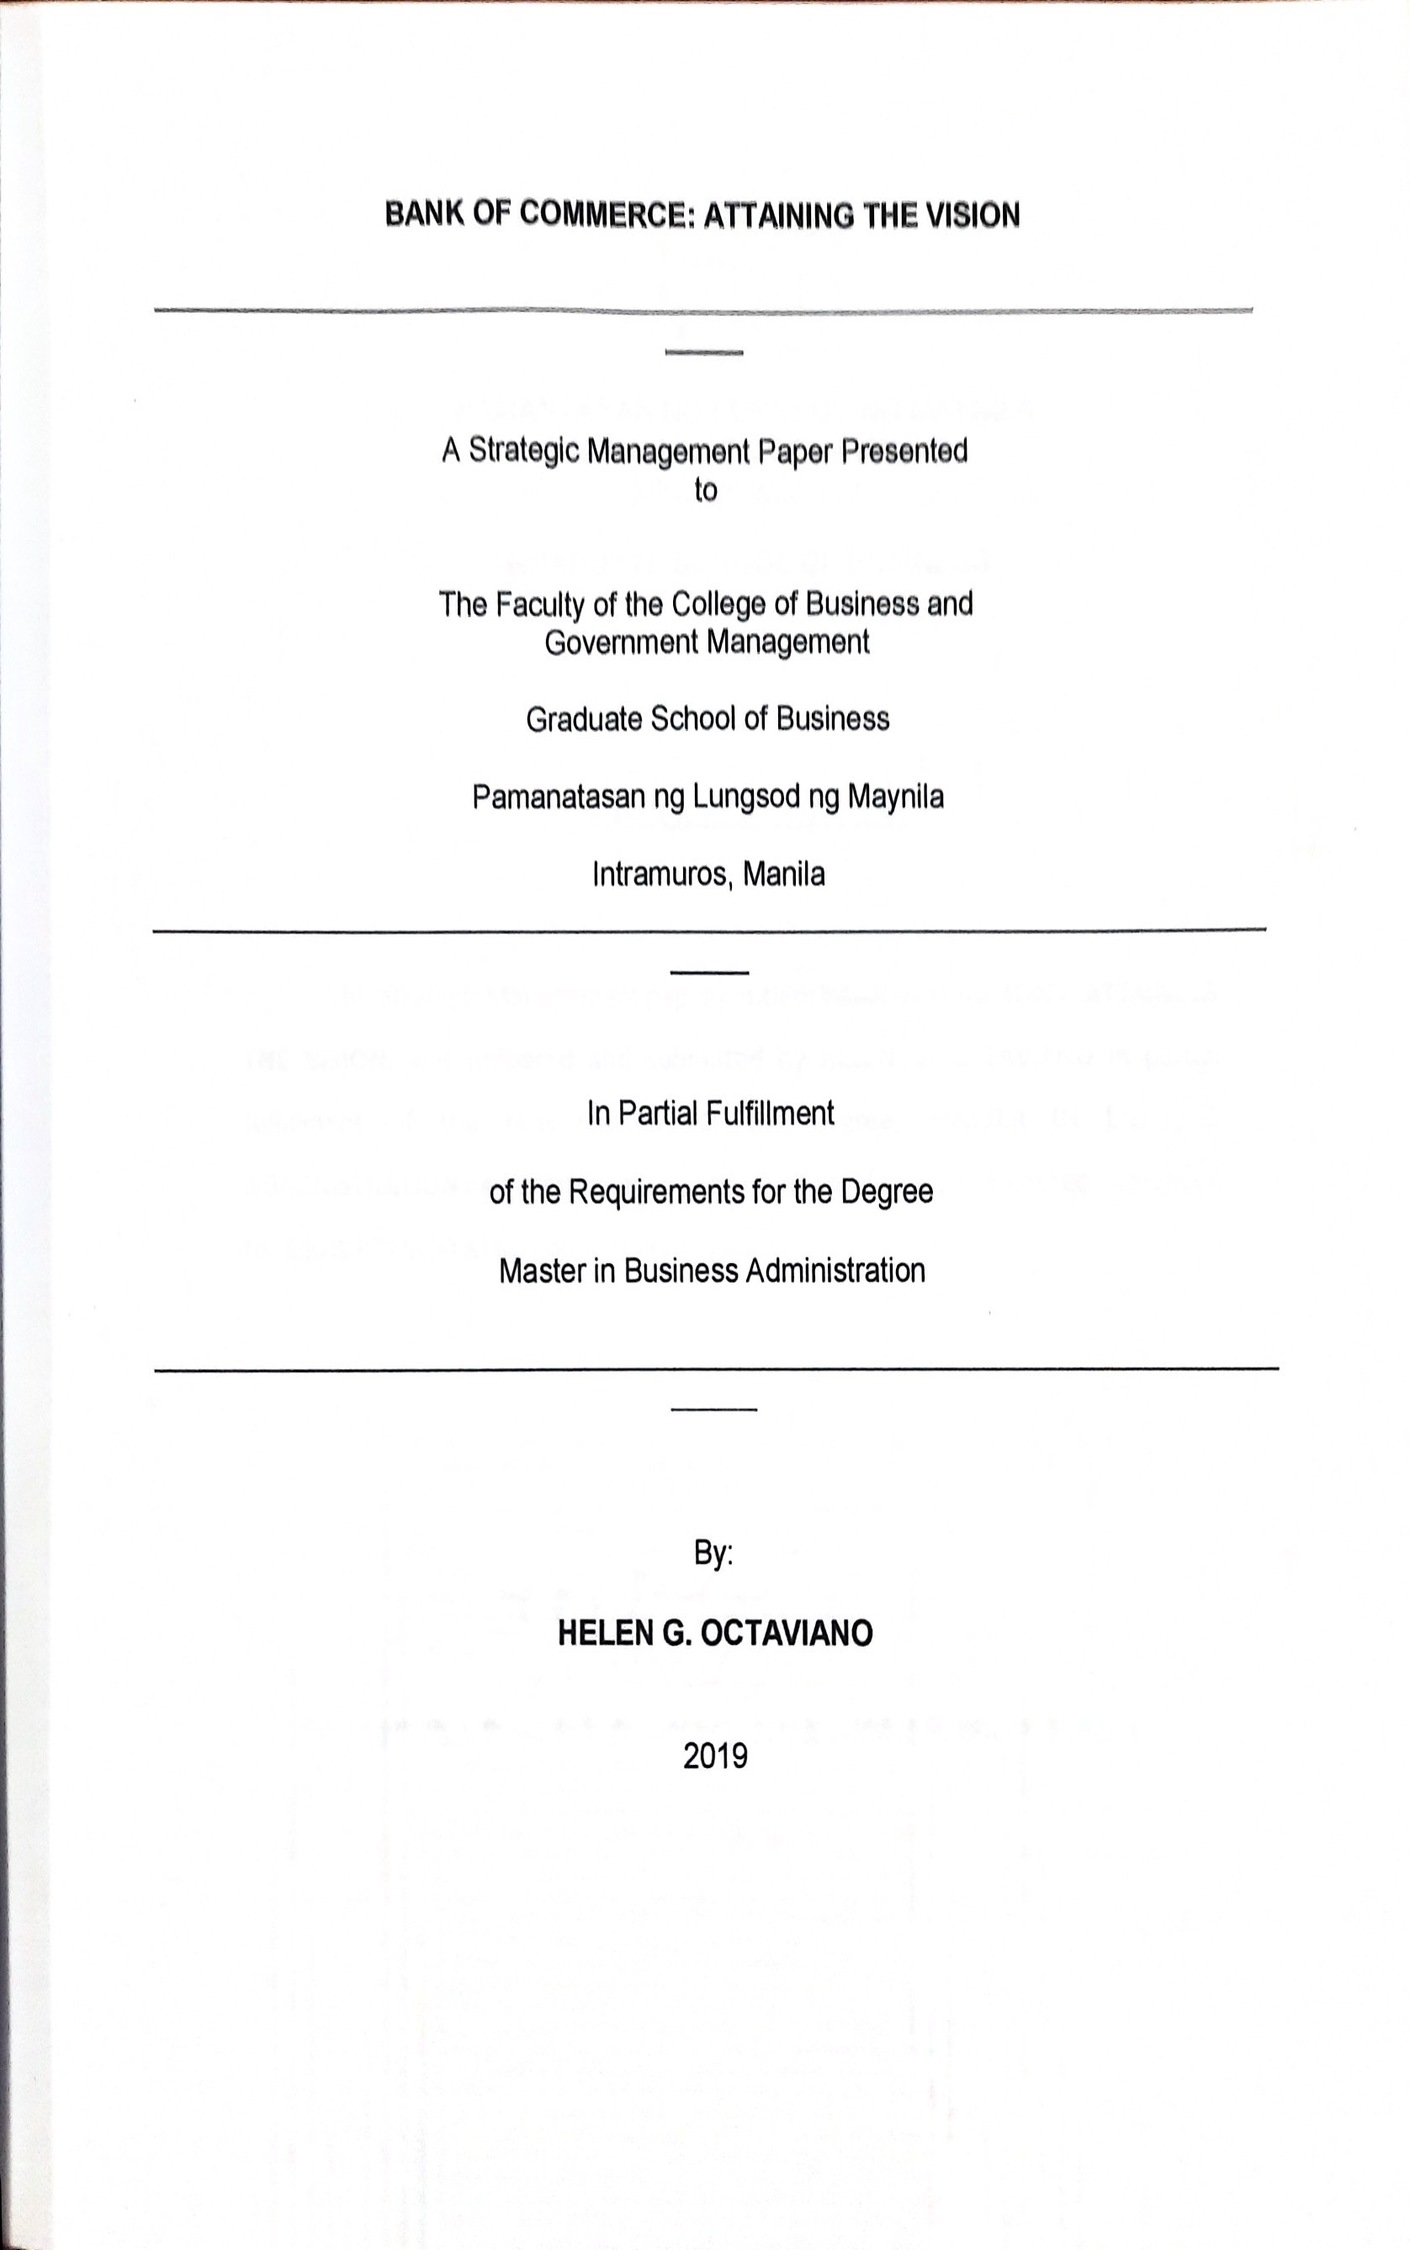 BANK OF COMMERCE: ATTAINING THE VISION
A Strategic Management Paper Presented
to
The Faculty of the College of Business and
Government Management
Graduate School of Business
Pamanatasan ng Lungsod ng Maynila
Intramuros, Manila
In Partial Fulfillment
of the Requirements for the Degree
Master in Business Administration
By:
HELEN G. OCTAVIANO
2019